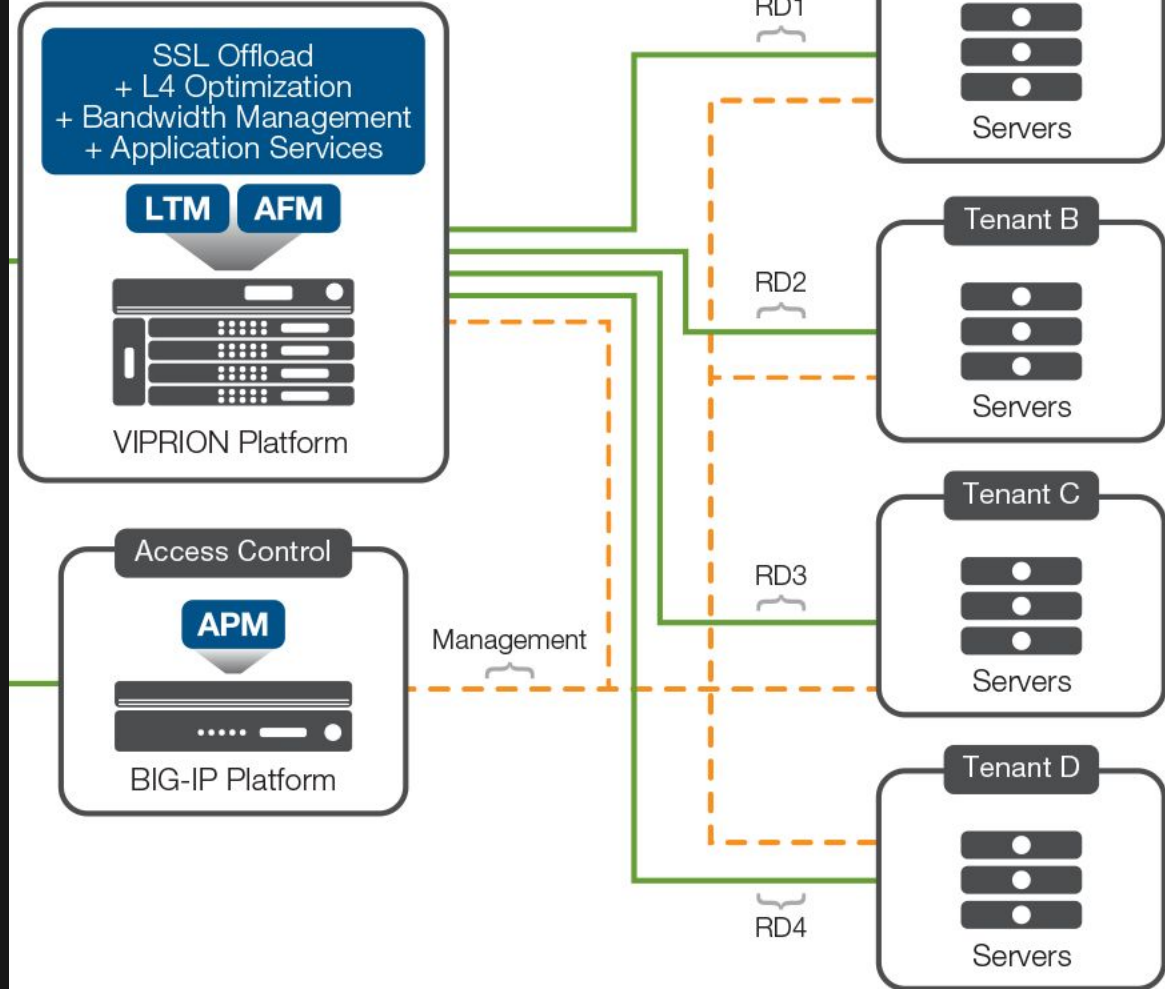 SSL Offload
+ L4 Optimization
+ Bandwidth Management
+ Application Services
LTM
AFM
VIPRION Platform
Access Control
APM
BIG-IP Platform
Management
RD1
RD2
RD3
RD4
Servers
Tenant B
Servers
Tenant C
Servers
Tenant D
Servers